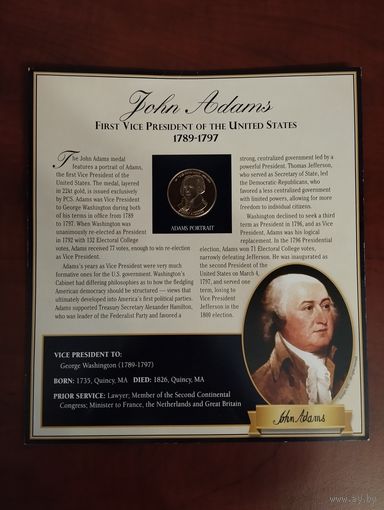 John Adams
FIRST VICE PRESIDENT OF THE UNITED STATES
1789-1797
The John Adams medal
features a portrait of Adams,
the first Vice President of
the United States. The medal, layered
in 22kt gold, is issued exclusively
by PCS. Adams was Vice President
to George Washington during both
of his terms in office from 1789
to 1797. When Washington was
unanimously re-elected as President
in 1792 with 132 Electoral College
votes, Adams received 77 votes, enough to win re-election
as Vice President.
Adams's years as Vice President were very much
formative ones for the U.S. government. Washington's
Cabinet had differing philosophies as to how the fledgling
American democracy should be structured — views that
ultimately developed into America's first political parties.
Adams supported Treasury Secretary Alexander Hamilton,
who was leader of the Federalist Party and favored a
ADAMS PORTRAIT
strong, centralized government led by a
powerful President. Thomas Jefferson,
who served as Secretary of State, led
the Democratic-Republicans, who
favored a less centralized government
with limited powers, allowing for more
freedom to individual citizens.
Washington declined to seek a third
term as President in 1796, and as Vice
President, Adams was his logical
replacement. In the 1796 Presidential
election, Adams won 71 Electoral College votes,
narrowly defeating Jefferson. He was inaugurated as
the second President of the
United States on March 4,
1797, and served one
term, losing to
Vice President
Jefferson in the
1800 election.
VICE PRESIDENT TO:
George Washington (1789-1797)
BORN: 1735, Quincy, MA DIED: 1826, Quincy, MA
PRIOR SERVICE: Lawyer; Member of the Second Continental
Congress; Minister to France, the Netherlands and Great Britain
John Adams
www.ay.by